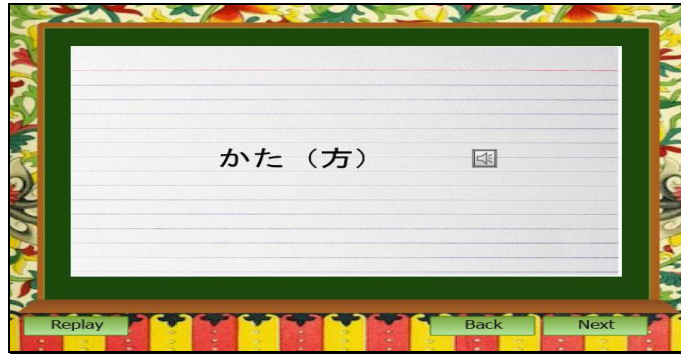 かた（方）
Replay
Back
Next